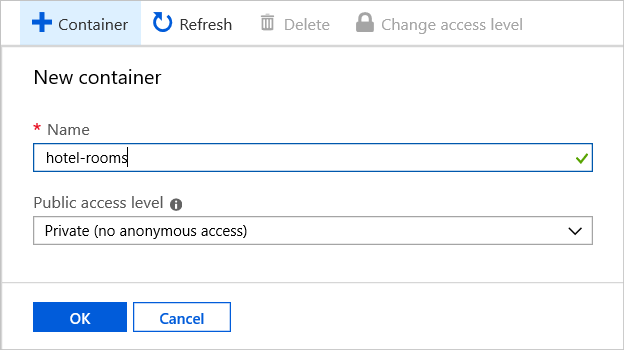 Container Refresh Delete Change access level
New container
* Name
hotel-rooms
Public access level
Private (no anonymous access)
OK Cancel